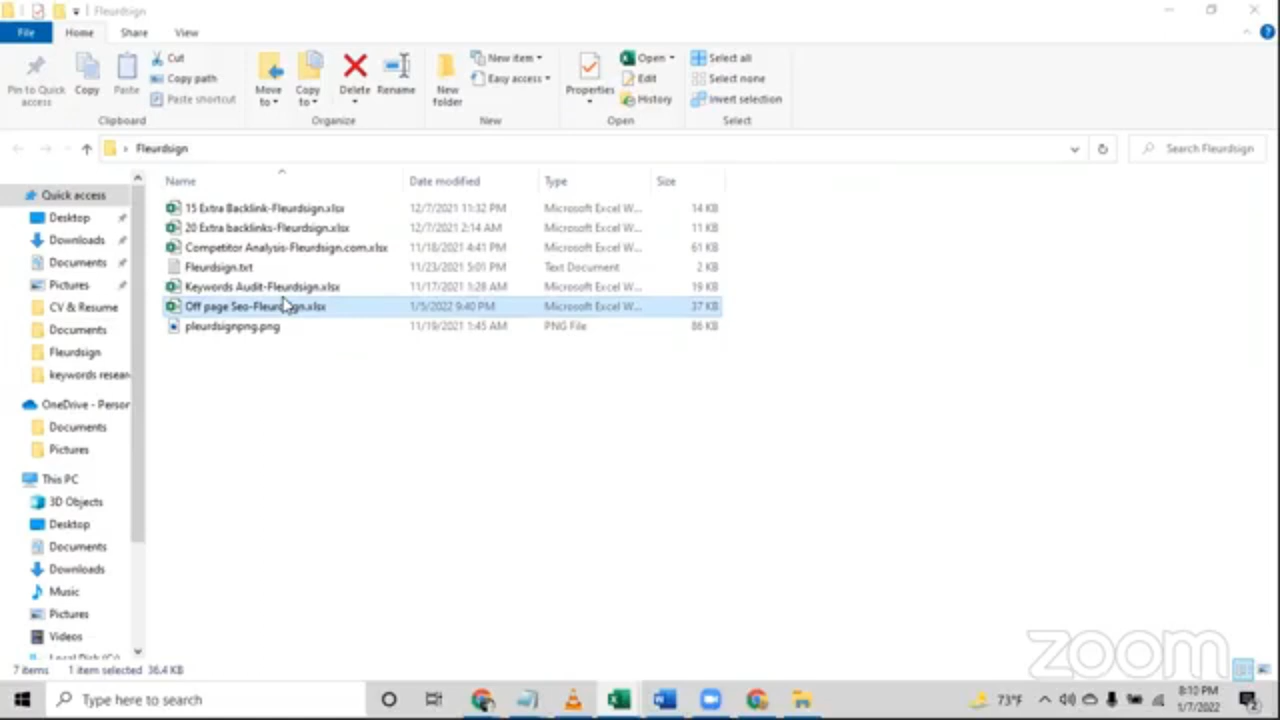 Fleurdsign
File Home Share View
Pin to Quick access
Copy
Paste
Cut
Copy path
Paste shortcut
Clipboard
Move to
Copy to
Delete
Rename
Organize
New folder
New item
Easy access
New
Properties
Open
Edit
History
Open
Select all
Select none
Invert selection
Select
Fleurdsign
Search Fleurdsign
Name Date modified Type Size
15 Extra Backlink-Fleurdsign.xlsx 12/7/2021 11:32 PM Microsoft Excel W... 14 KB
20 Extra backlinks-Fleurdsign.xlsx 12/7/2021 2:14 AM Microsoft Excel W... 11 KB
Competitor Analysis-Fleurdsign.com.xlsx 11/18/2021 4:41 PM Microsoft Excel W... 61 KB
Fleurdsign.txt 11/23/2021 5:01 PM Text Document 2 KB
Keywords Audit-Fleurdsign.xlsx 11/17/2021 1:28 AM Microsoft Excel W... 19 KB
Off page Seo-Fleurdsign.xlsx 1/5/2022 9:40 PM Microsoft Excel W... 37 KB
pleurdsignpng.png 11/19/2021 1:45 AM PNG File 86 KB
Quick access
Desktop
Downloads
Documents
Pictures
CV & Resume
Documents
Fleurdsign
keywords resear
OneDrive - Person
Documents
Pictures
This PC
3D Objects
Desktop
Documents
Downloads
Music
Pictures
Videos
Local Disk (C:)
7 items 1 item selected 36.4 KB
zoom
Type here to search
73°F
8:10 PM
1/7/2022
2